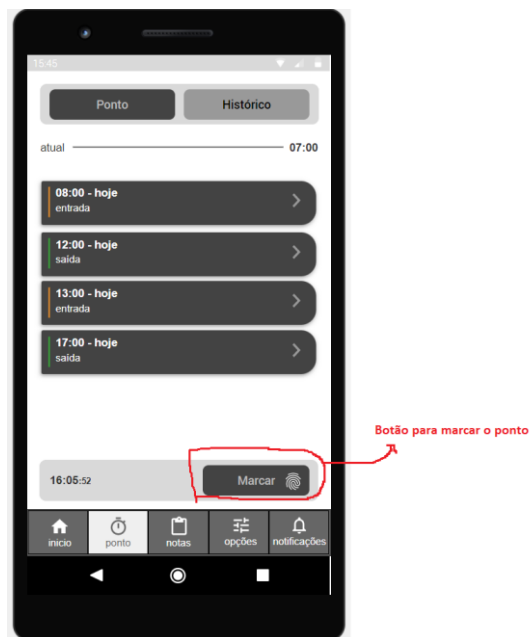 15:45
Ponto
Histórico
atual
07:00
08:00 - hoje
entrada
12:00 - hoje
saída
13:00 - hoje
entrada
17:00 - hoje
saída
Botão para marcar o ponto
16:05:52
Marcar
inicio
ponto
notas
opções
notificações